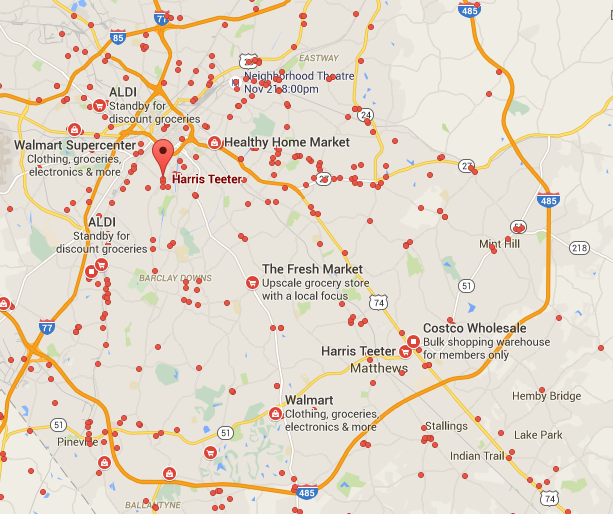 77
485
85
EASTWAY
Neighborhood Theatre
Nov 21 8:00pm
ALDI
Standby for
discount groceries
24
Walmart Supercenter
Clothing, groceries,
electronics & more
Healthy Home Market
Harris Teeter
27
485
ALDI
Standby for
discount groceries
Mint Hill
218
BARCLAY DOWNS
The Fresh Market
Upscale grocery store
with a local focus
51
74
77
Costco Wholesale
Bulk shopping warehouse
for members only
Harris Teeter
Matthews
Hemby Bridge
Walmart
Clothing, groceries,
electronics & more
51
51
Pineville
Stallings
Lake Park
Indian Trail
485
74
BALLANTYNE